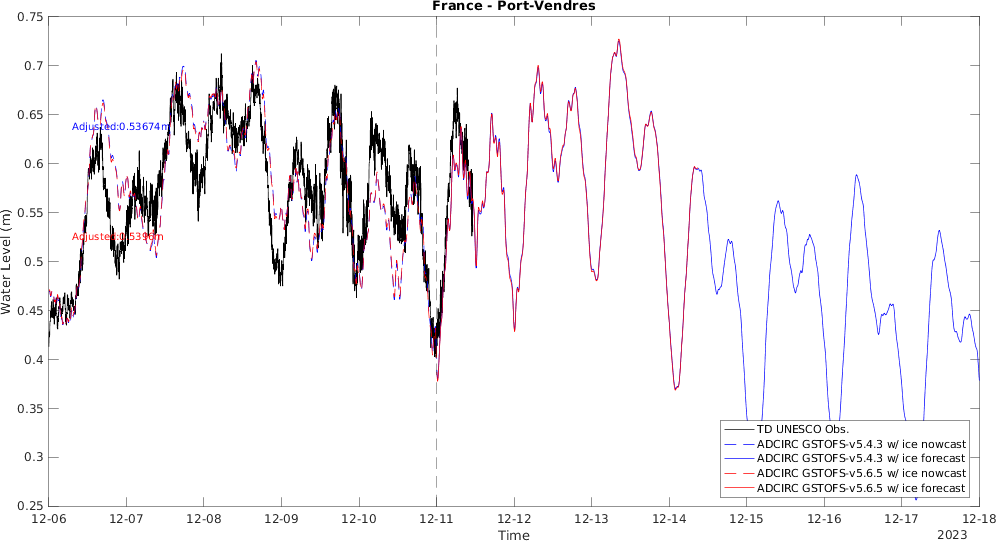 France - Port-Vendres
0.75
0.7
0.65
0.6
0.55
0.5
0.45
0.4
0.35
0.3
0.25
Water Level (m)
Adjusted:0.53674m
Adjusted:0.5396m
TD UNESCO Obs.
ADCIRC GSTOFS-v5.4.3 w/ ice nowcast
ADCIRC GSTOFS-v5.4.3 w/ ice forecast
ADCIRC GSTOFS-v5.6.5 w/ ice nowcast
ADCIRC GSTOFS-v5.6.5 w/ ice forecast
12-06 12-07 12-08 12-09 12-10 12-11 12-12 12-13 12-14 12-15 12-16 12-17 12-18
Time
2023